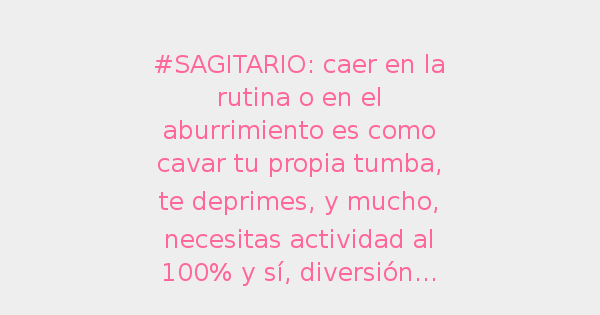 #SAGITARIO: caer en la
rutina o en el
aburrimiento es como
cavar tu propia tumba,
te deprimes, y mucho,
necesitas actividad al
100% y sí, diversión...